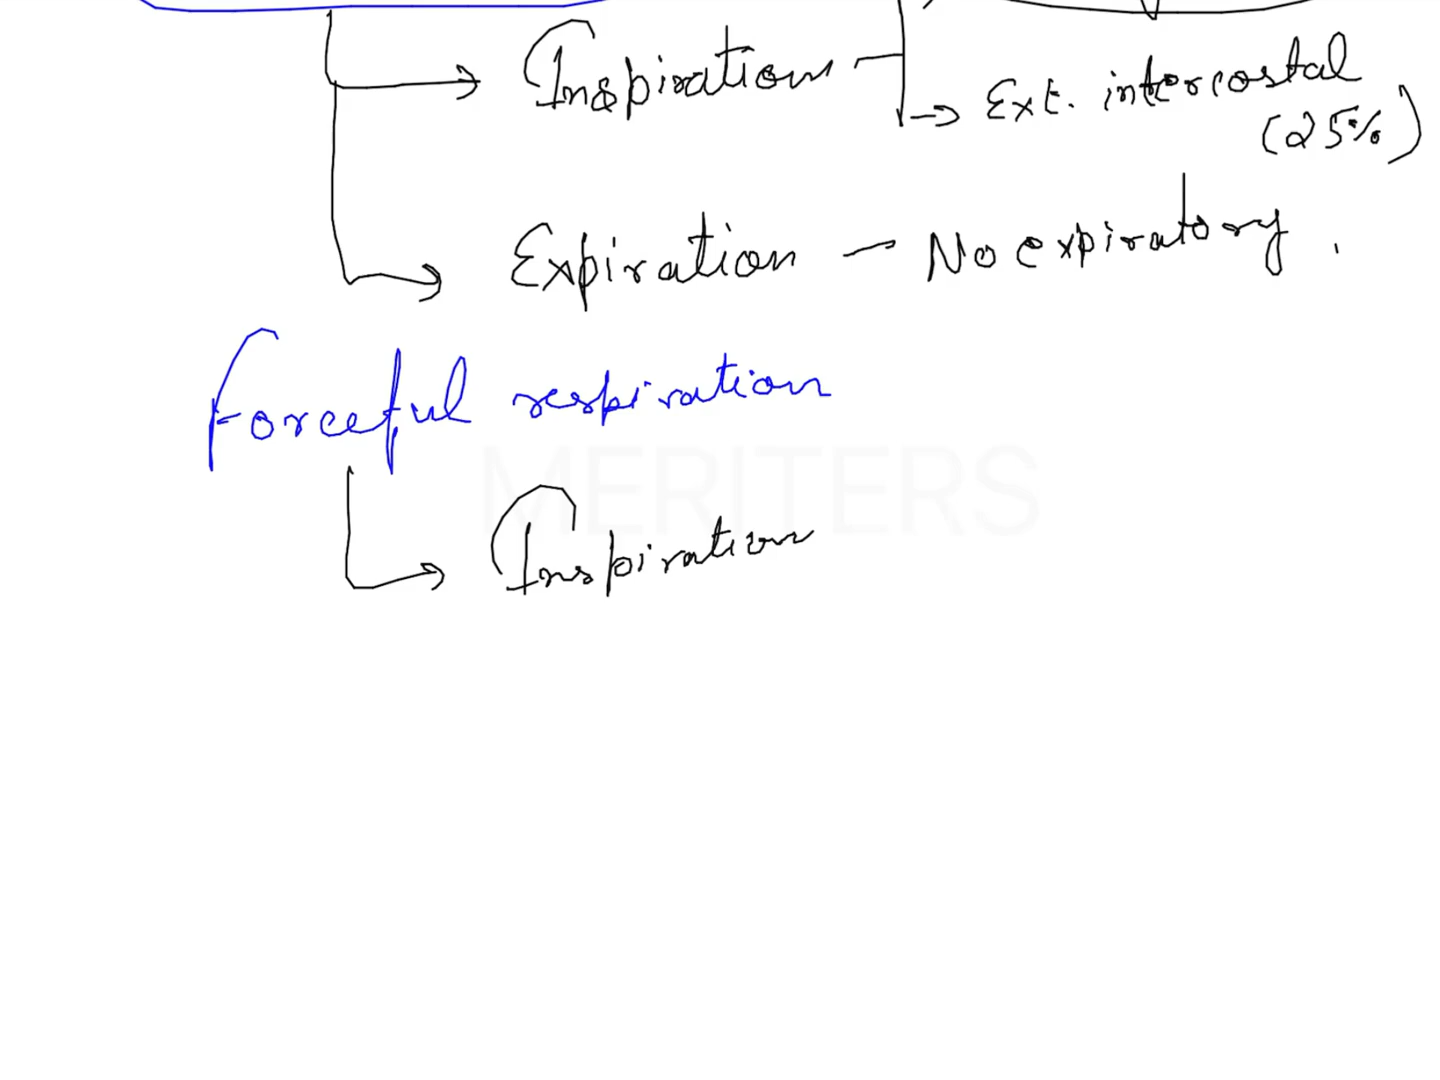 Inspiration
→ Ext. intercostal
(25%)
Expiration - No expiratory .
Forceful respiration
MERITERS
Inspiration